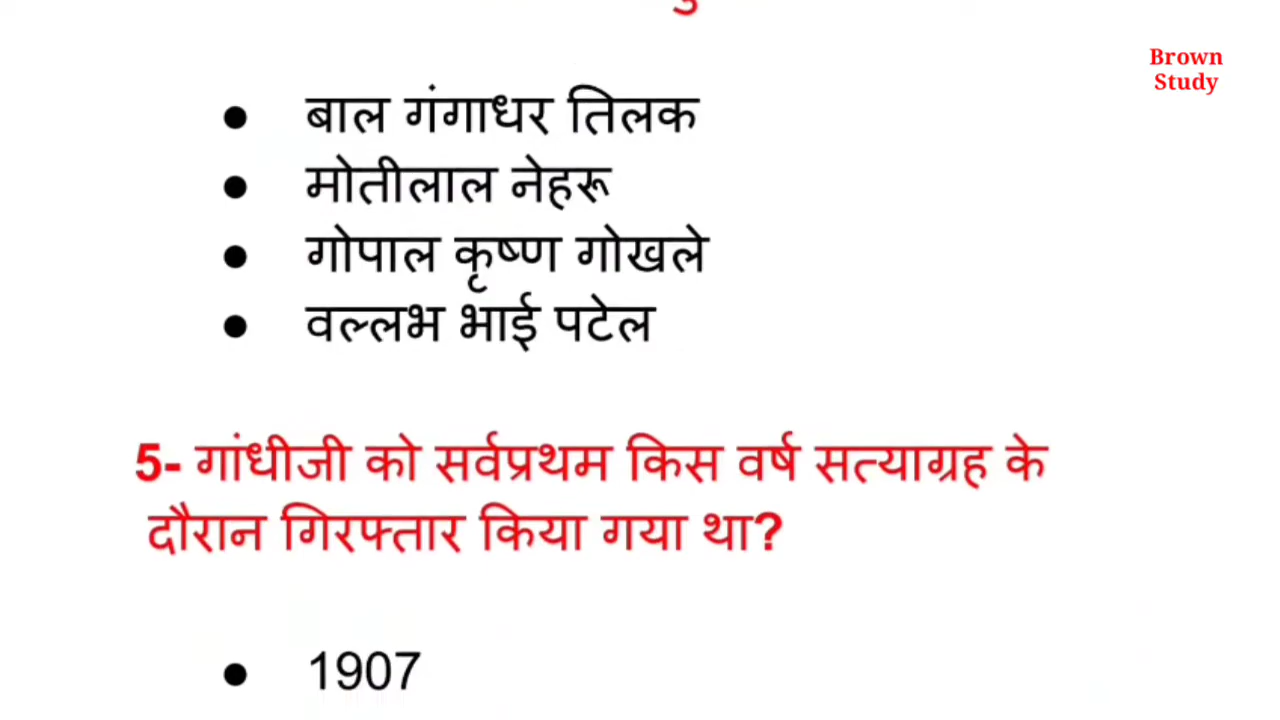 Brown
Study
● बाल गंगाधर तिलक
● मोतीलाल नेहरू
● गोपाल कृष्ण गोखले
● वल्लभ भाई पटेल
5- गांधीजी को सर्वप्रथम किस वर्ष सत्याग्रह के
दौरान गिरफ्तार किया गया था?
● 1907